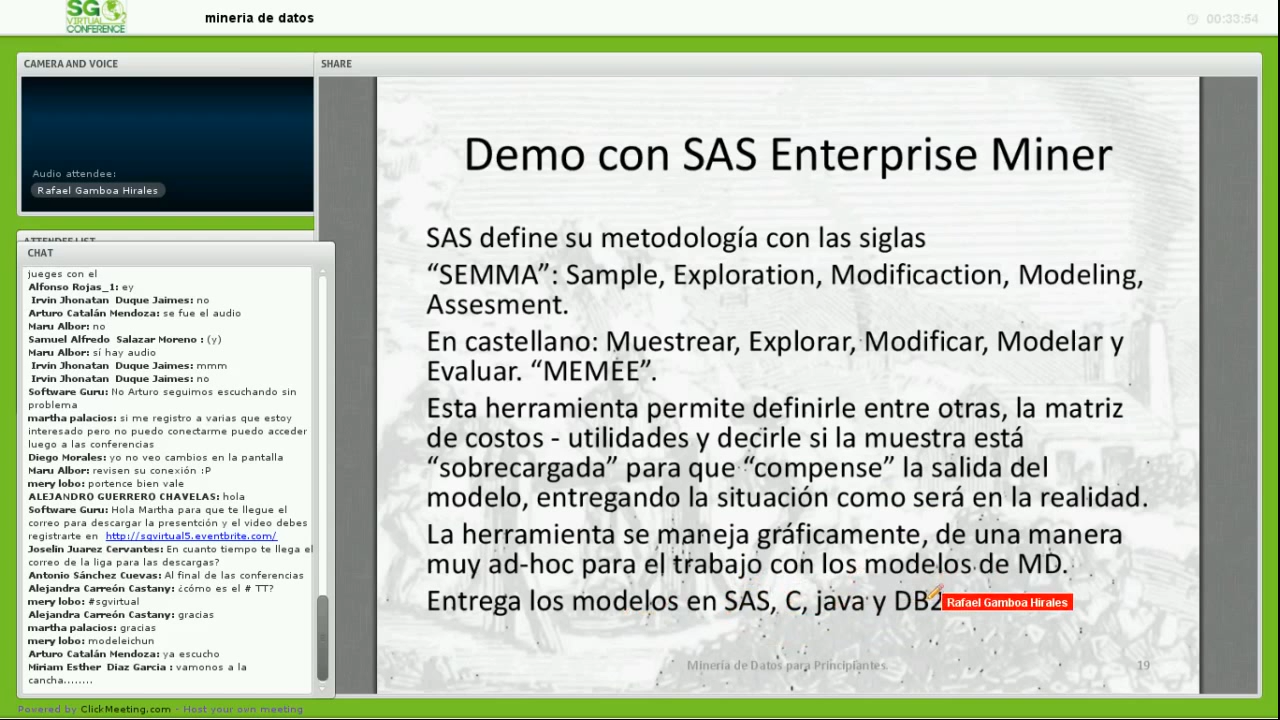 SG
VIRTUAL
CONFERENCE
mineria de datos
00:33:54
CAMERA AND VOICE
Audio attendee:
Rafael Gamboa Hirales
ATTENDEE LIST
CHAT
jueges con el
Alfonso Rojas_1: ey
Irvin Jhonatan Duque Jaimes: no
Arturo Catalán Mendoza: se fue el audio
Maru Albor: no
Samuel Alfredo Salazar Moreno : (y)
Maru Albor: sí hay audio
Irvin Jhonatan Duque Jaimes: mmm
Irvin Jhonatan Duque Jaimes: no
Software Guru: No Arturo seguimos escuchando sin
problema
martha palacios: si me registro a varias que estoy
interesado pero no puedo conectarme puedo acceder
luego a las conferencias
Diego Morales: yo no veo cambios en la pantalla
Maru Albor: revisen su conexión :P
mery lobo: portence bien vale
ALEJANDRO GUERRERO CHAVELAS: hola
Software Guru: Hola Martha para que te llegue el
correo para descargar la presentción y el video debes
registrarte en http://sgvirtual5.eventbrite.com/
Joselin Juarez Cervantes: En cuanto tiempo te llega el
correo de la liga para las descargas?
Antonio Sánchez Cuevas: Al final de las conferencias
Alejandra Carreón Castany: ¿cómo es el # TT?
mery lobo: #sgvirtual
Alejandra Carreón Castany: gracias
martha palacios: gracias
mery lobo: modeleichun
Arturo Catalán Mendoza: ya escucho
Miriam Esther Diaz Garcia : vamonos a la
cancha........
SHARE
Demo con SAS Enterprise Miner
SAS define su metodología con las siglas
“SEMMA”: Sample, Exploration, Modificaction, Modeling,
Assesment.
En castellano: Muestrear, Explorar, Modificar, Modelar y
Evaluar. “MEMEE”.
Esta herramienta permite definirle entre otras, la matriz
de costos - utilidades y decirle si la muestra está
“sobrecargada” para que “compense” la salida del
modelo, entregando la situación como será en la realidad.
La herramienta se maneja gráficamente, de una manera
muy ad-hoc para el trabajo con los modelos de MD.
Entrega los modelos en SAS, C, java y DB2
Rafael Gamboa Hirales
Minería de Datos para Principiantes.
19
Powered by ClickMeeting.com - Host your own meeting